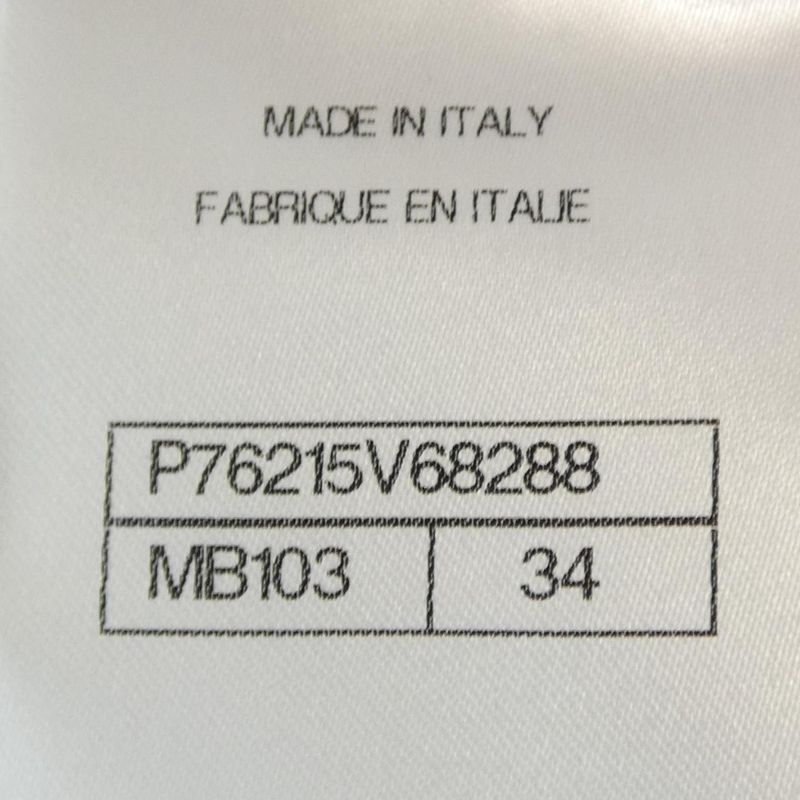 MADE IN ITALY
FABRIQUE EN ITALIE
P76215V68288
MB103 34